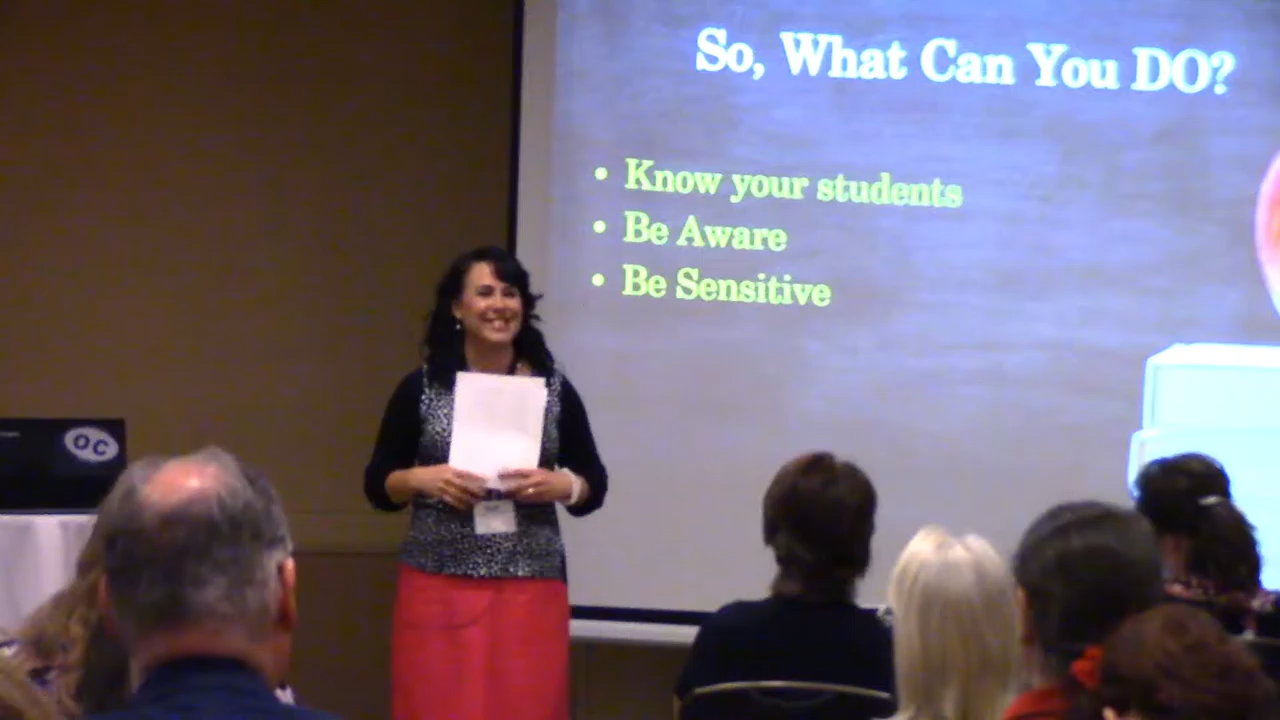 So, What Can You DO?
• Know your students
• Be Aware
• Be Sensitive
OC